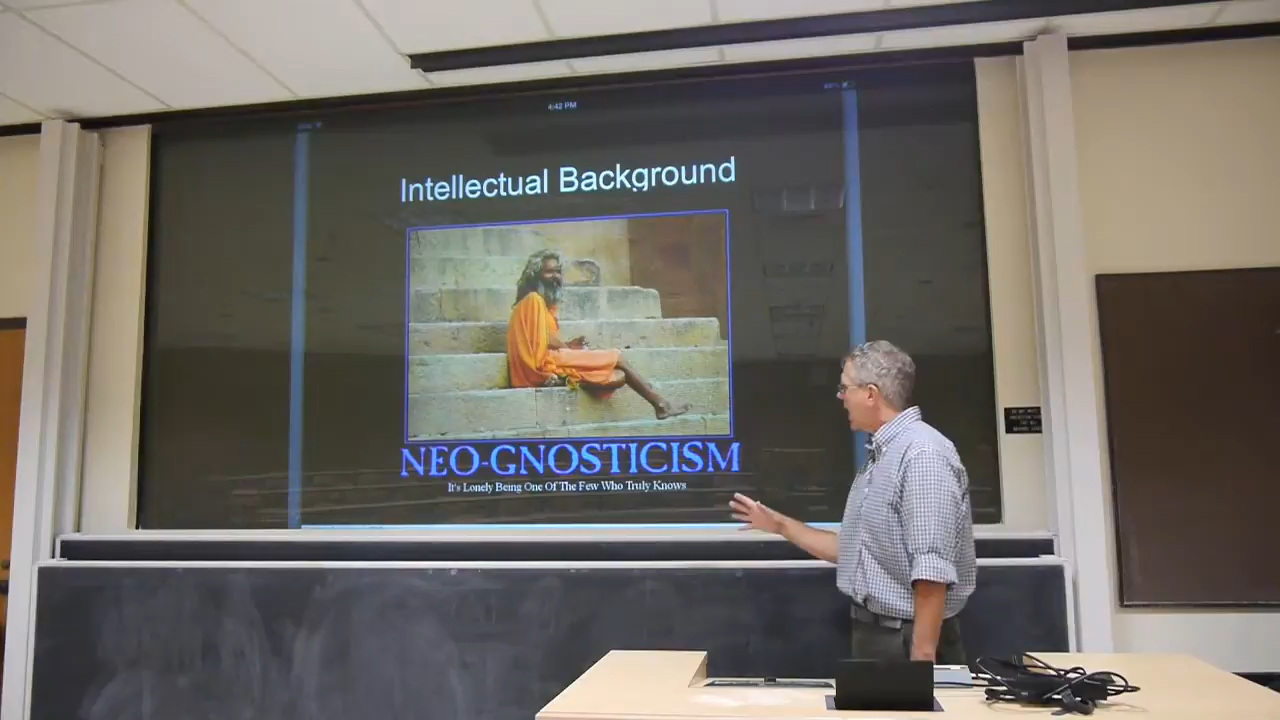 4:42 PM
Intellectual Background
NEO-GNOSTICISM
It's Lonely Being One Of The Few Who Truly Knows